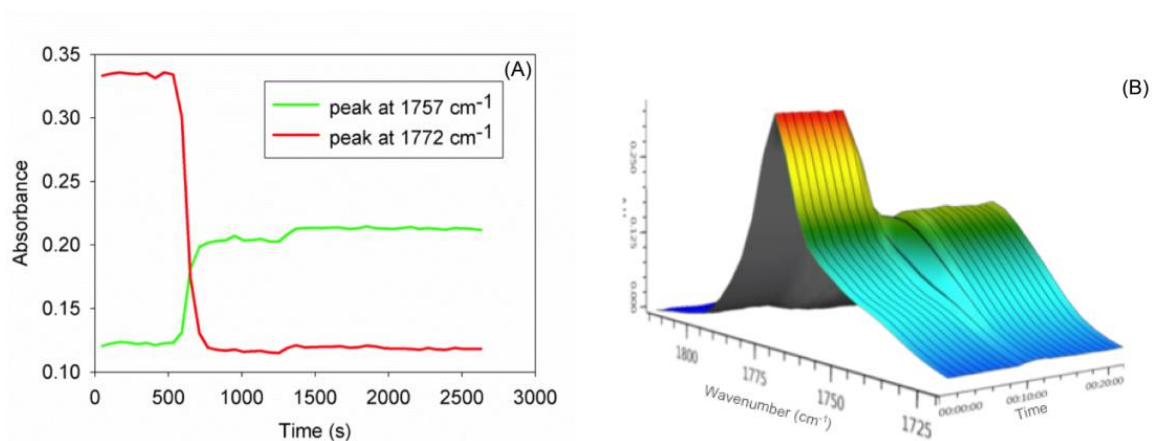 (A)
0.35
0.30
0.25
0.20
0.15
0.10
Absorbance
peak at 1757 cm-1
peak at 1772 cm-1
0 500 1000 1500 2000 2500 3000
Time (s)
(B)
0.250
0.125
0.000
1800
1775
1750
1725
Wavenumber (cm-1)
00:00:00
00:10:00
00:20:00
Time